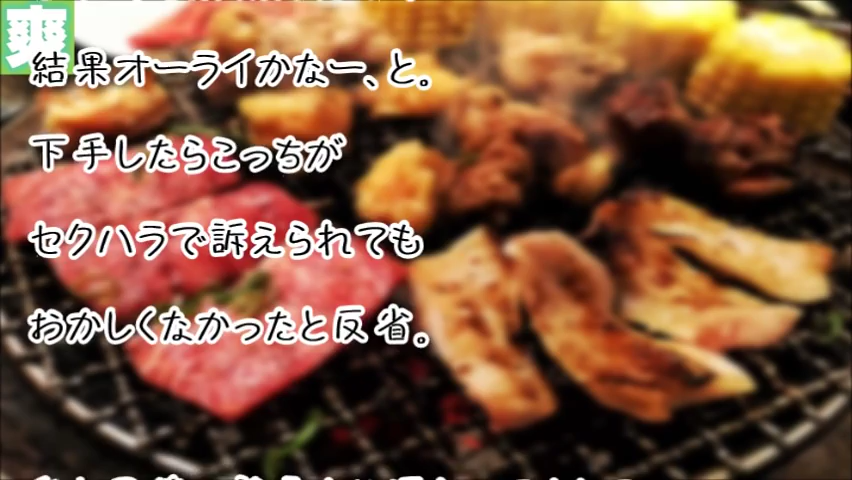 爽
結果オーライかなー、と。
下手したらこっちが
セクハラで訴えられても
おかしくなかったと反省。